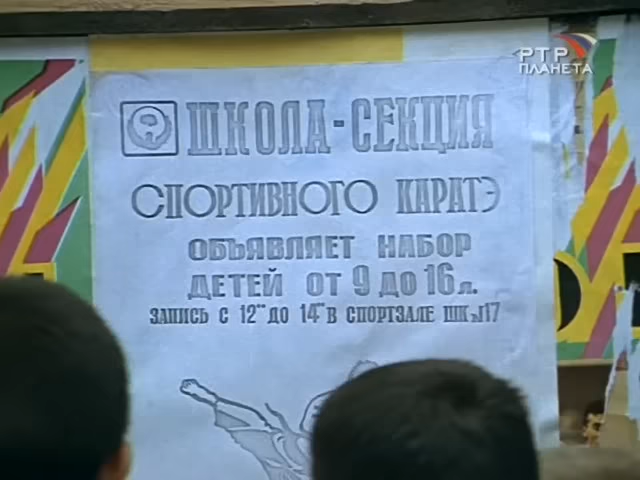 РТР
ПЛАНЕТА
ШКОЛА-СЕКЦИЯ
СПОРТИВНОГО КАРАТЭ
ОБЪЯВЛЯЕТ НАБОР
ДЕТЕЙ ОТ 9 ДО 16 л.
ЗАПИСЬ С 12°° ДО 14°° В СПОРТЗАЛЕ ШК №17